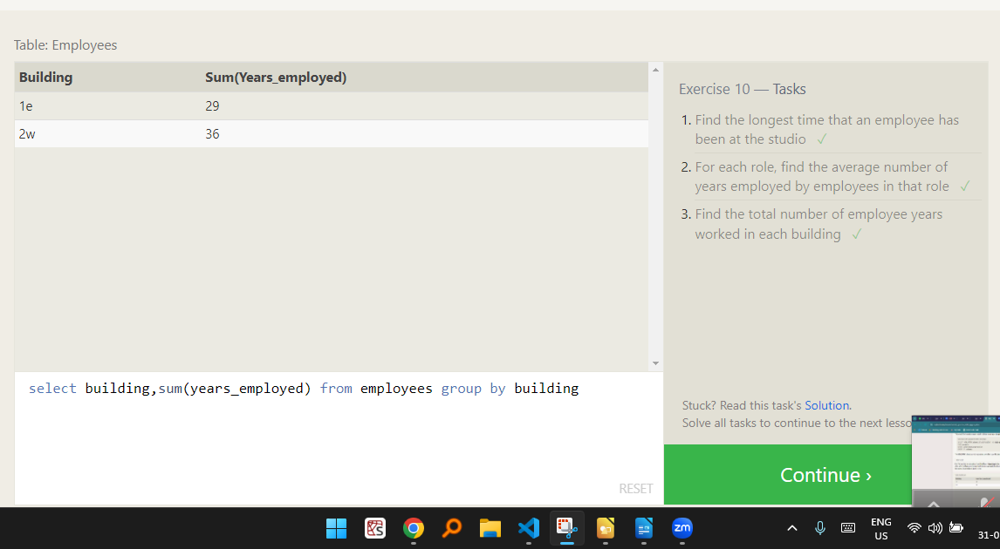 Table: Employees
Building Sum(Years_employed)
1e 29
2w 36
select building,sum(years_employed) from employees group by building
RESET
Exercise 10 — Tasks
1. Find the longest time that an employee has
been at the studio ✓
2. For each role, find the average number of
years employed by employees in that role ✓
3. Find the total number of employee years
worked in each building ✓
Stuck? Read this task's Solution.
Solve all tasks to continue to the next lesso
Continue ›
zm
ENG
US
31-0